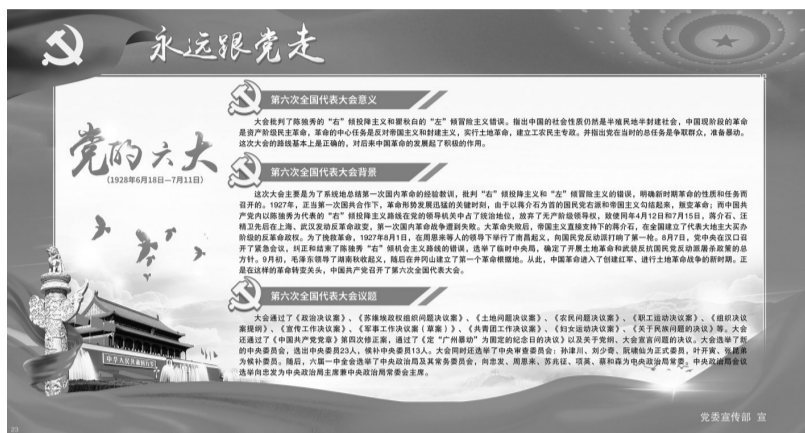 永远跟党走
党的六大
（1928年6月18日—7月11日）
第六次全国代表大会意义
大会批判了陈独秀的“右”倾投降主义和瞿秋白的“左”倾冒险主义错误。指出中国的社会性质仍然是半殖民地半封建社会，中国现阶段的革命
是资产阶级民主革命，革命的中心任务是反对帝国主义和封建主义，实行土地革命，建立工农民主专政。并指出党在当时的总任务是争取群众，准备暴动。
这次大会的路线基本上是正确的，对后来中国革命的发展起了积极的作用。
第六次全国代表大会背景
这次大会主要是为了系统地总结第一次国内革命的经验教训，批判“右”倾投降主义和“左”倾冒险主义的错误，明确新时期革命的性质和任务而
召开的。1927年，正当第一次国共合作下，革命形势发展迅猛的关键时刻，由于以蒋介石为首的国民党右派和帝国主义勾结起来，叛变革命；而中国共
产党内以陈独秀为代表的“右”倾投降主义路线在党的领导机关中占了统治地位，放弃了无产阶级领导权，致使同年4月12日和7月15日，蒋介石、汪
精卫先后在上海、武汉发动反革命政变，第一次国内革命战争遭到失败。大革命失败后，帝国主义直接支持下的蒋介石，在全国建立了代表大地主大买办
阶级的反革命政权。为了挽救革命，1927年8月1日，在周恩来等人的领导下举行了南昌起义，向国民党反动派打响了第一枪。8月7日，党中央在汉口召
开了紧急会议，纠正和结束了陈独秀“右”倾机会主义路线的错误，选举了临时中央局，确定了开展土地革命和武装反抗国民党反动派屠杀政策的总
方针。9月初，毛泽东领导了湖南秋收起义，随后在井冈山建立了第一个革命根据地。从此，中国革命进入了创建红军、进行土地革命战争的新时期。正
是在这样的革命转变关头，中国共产党召开了第六次全国代表大会。
第六次全国代表大会议题
大会通过了《政治决议案》、《苏维埃政权组织问题决议案》、《土地问题决议案》、《农民问题决议案》、《职工运动决议案》、《组织决议
案提纲》、《宣传工作决议案》、《军事工作决议案（草案）》、《共青团工作决议案》、《妇女运动决议案》、《关于民族问题的决议》等。大会
还通过了《中国共产党党章》第四次修正案，通过了《定“广州暴动”为固定的纪念日的决议》以及关于党纲、大会宣言问题的决议。大会选举了新
的中央委员会，选出中央委员23人，候补中央委员13人。大会同时还选举了中央审查委员会：孙津川、刘少奇、阮啸仙为正式委员，叶开寅、张昆弟
为候补委员。随后，六届一中全会选举了中央政治局及其常务委员会，向忠发、周恩来、苏兆征、项英、蔡和森为中央政治局常委。中央政治局会议
选举向忠发为中央政治局主席兼中央政治局常委会主席。
中华人民共和国万岁
党委宣传部 宣